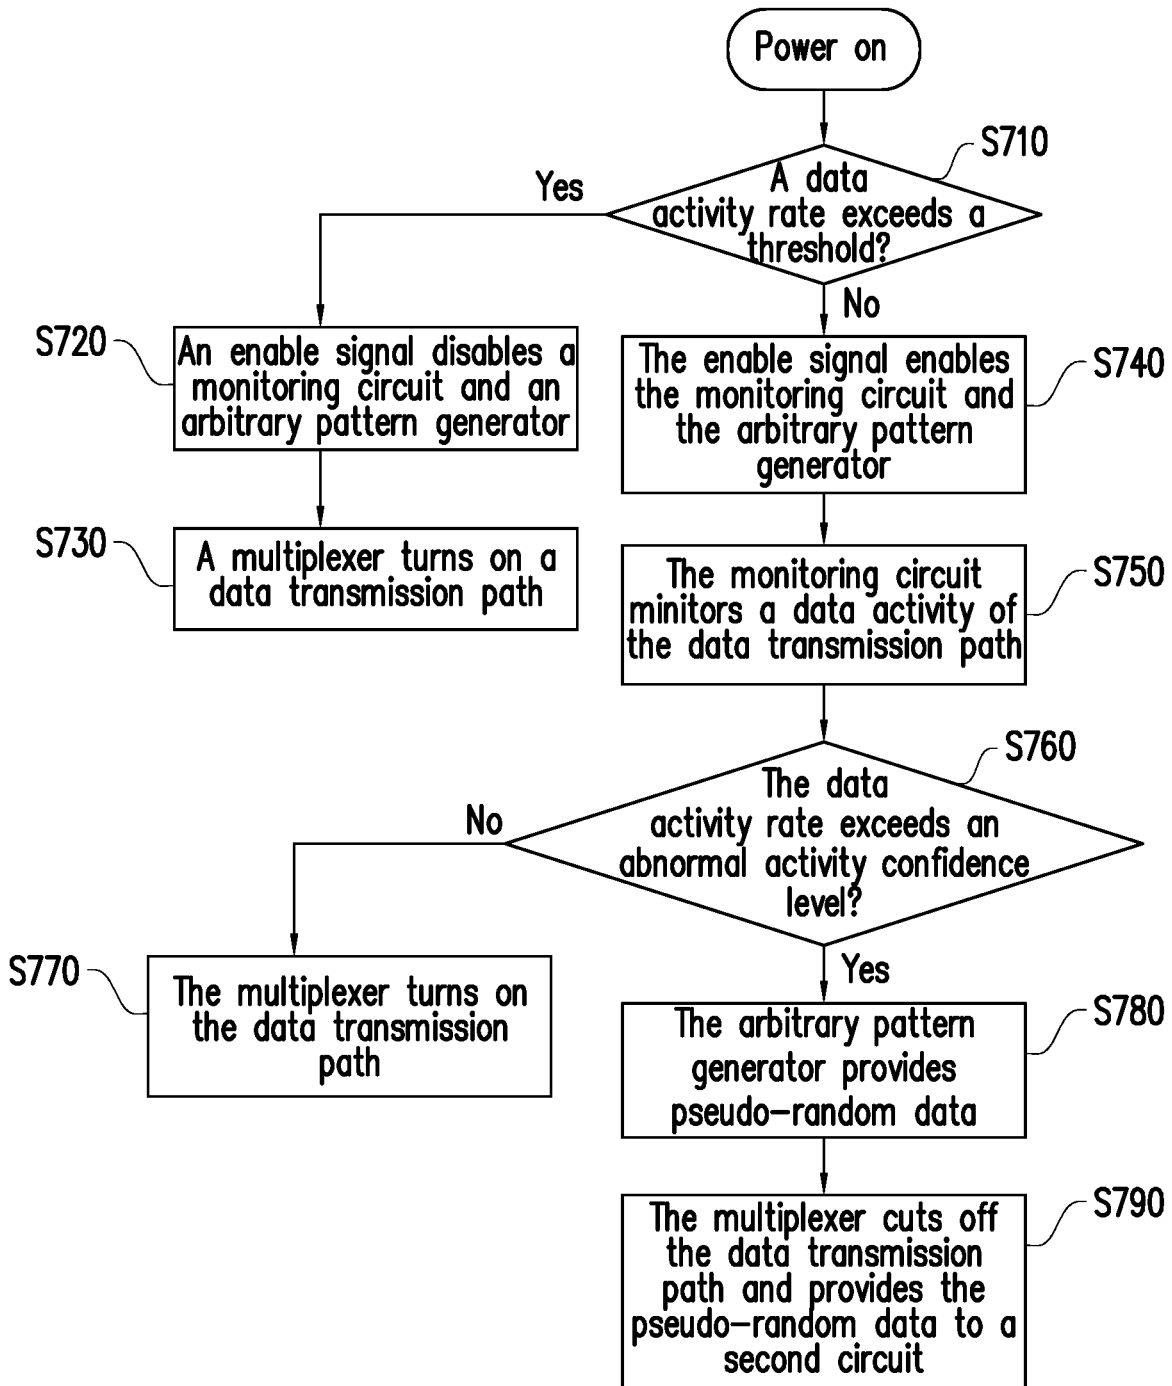 Power on
S710
A data
activity rate exceeds a
threshold?
Yes
No
S720
An enable signal disables a
monitoring circuit and an
arbitrary pattern generator
S730
A multiplexer turns on a
data transmission path
S740
The enable signal enables
the monitoring circuit and
the arbitrary pattern
generator
S750
The monitoring circuit
minitors a data activity of
the data transmission path
S760
The data
activity rate exceeds an
abnormal activity confidence
level?
No
Yes
S770
The multiplexer turns on
the data transmission
path
S780
The arbitrary pattern
generator provides
pseudo-random data
S790
The multiplexer cuts off
the data transmission
path and provides the
pseudo-random data to a
second circuit